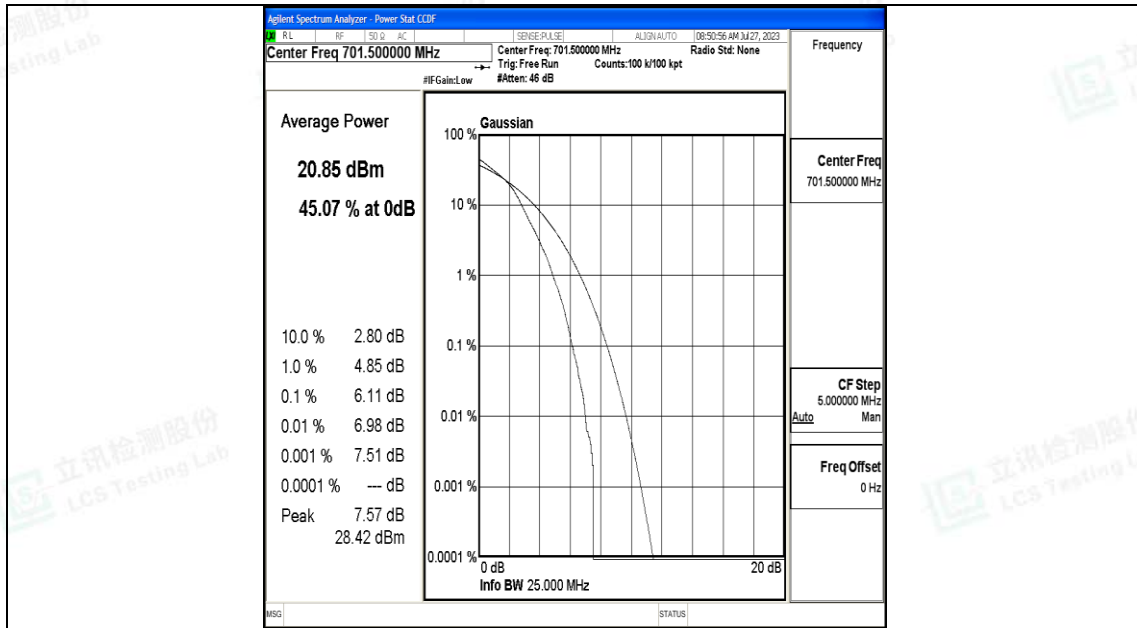 Agilent Spectrum Analyzer - Power Stat CCDF
RL RF 50 Ω AC SENSE:PULSE ALIGN AUTO 08:50:56 AM Jul 27, 2023
Center Freq 701.500000 MHz
Center Freq: 701.500000 MHz Radio Std: None
Trig: Free Run Counts:100 k/100 kpt
#IFGain:Low #Atten: 46 dB
Frequency
Average Power
20.85 dBm
45.07 % at 0dB
10.0 % 2.80 dB
1.0 % 4.85 dB
0.1 % 6.11 dB
0.01 % 6.98 dB
0.001 % 7.51 dB
0.0001 % --- dB
Peak 7.57 dB
28.42 dBm
Gaussian
100 %
10 %
1 %
0.1 %
0.01 %
0.001 %
0.0001 %
0 dB 20 dB
Info BW 25.000 MHz
Center Freq
701.500000 MHz
CF Step
5.000000 MHz
Auto Man
Freq Offset
0 Hz
MSG STATUS
立讯检测股份
LCS Testing Lab